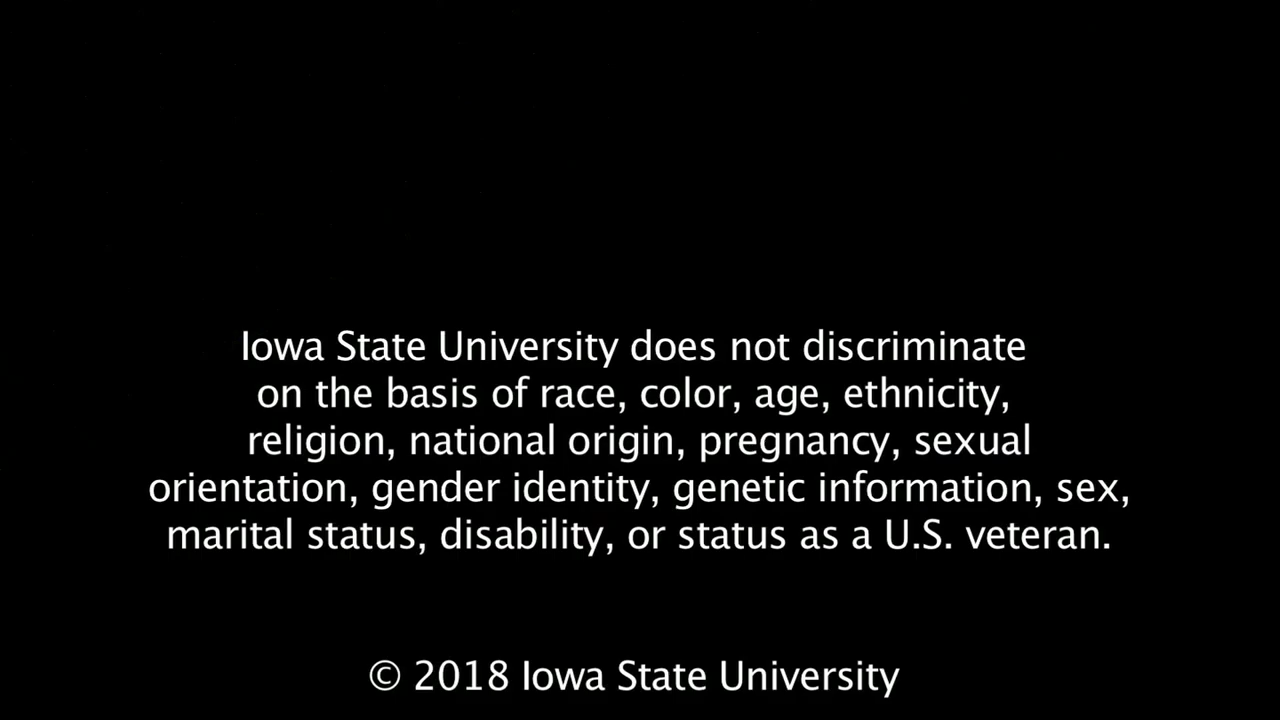 Iowa State University does not discriminate
on the basis of race, color, age, ethnicity,
religion, national origin, pregnancy, sexual
orientation, gender identity, genetic information, sex,
marital status, disability, or status as a U.S. veteran.
© 2018 Iowa State University